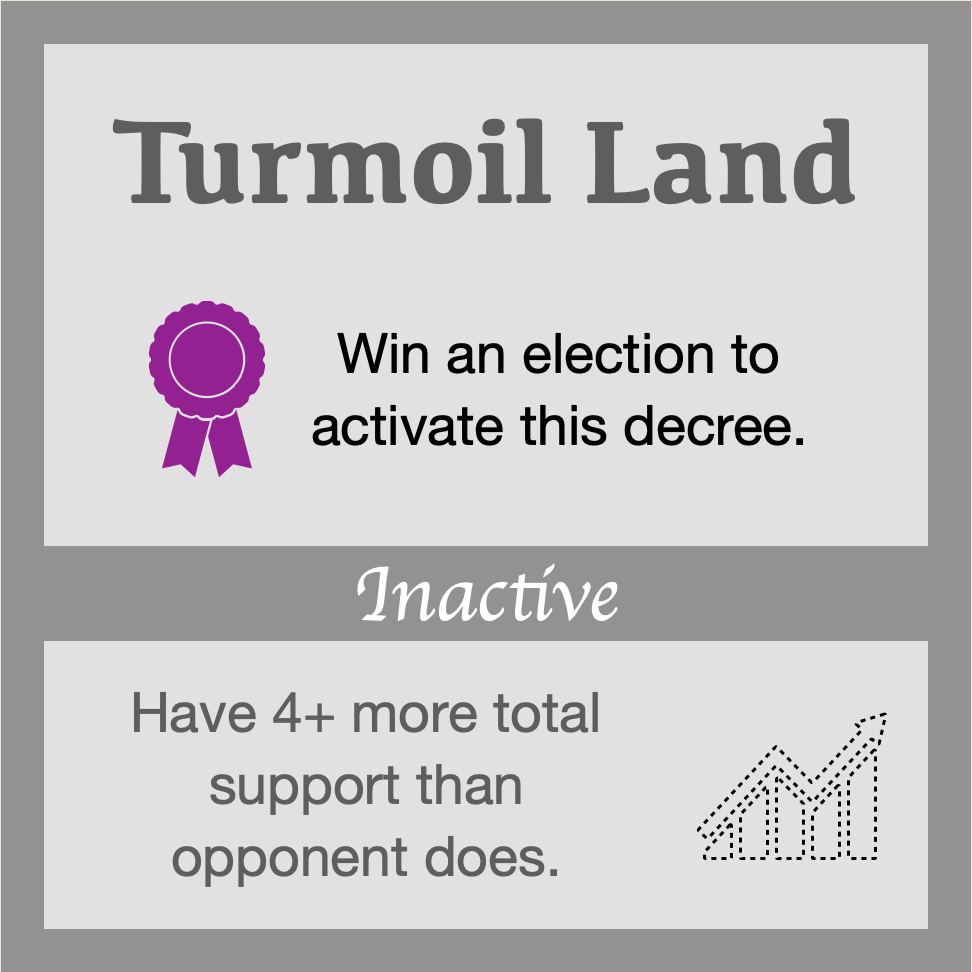 Turmoil Land
Win an election to
activate this decree.
Inactive
Have 4+ more total
support than
opponent does.